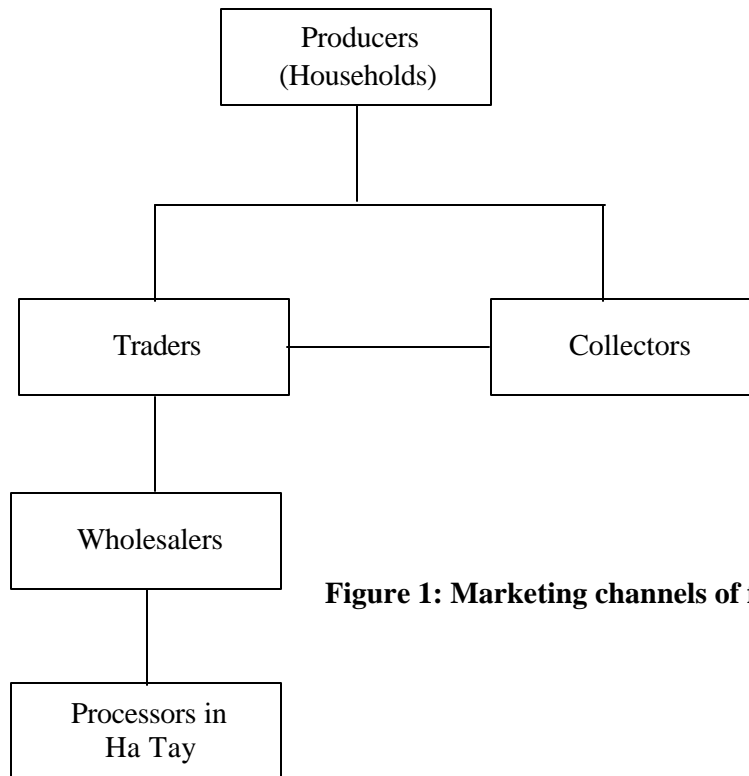 Producers
(Households)
Traders
Collectors
Wholesalers
Figure 1: Marketing channels of
Processors in
Ha Tay